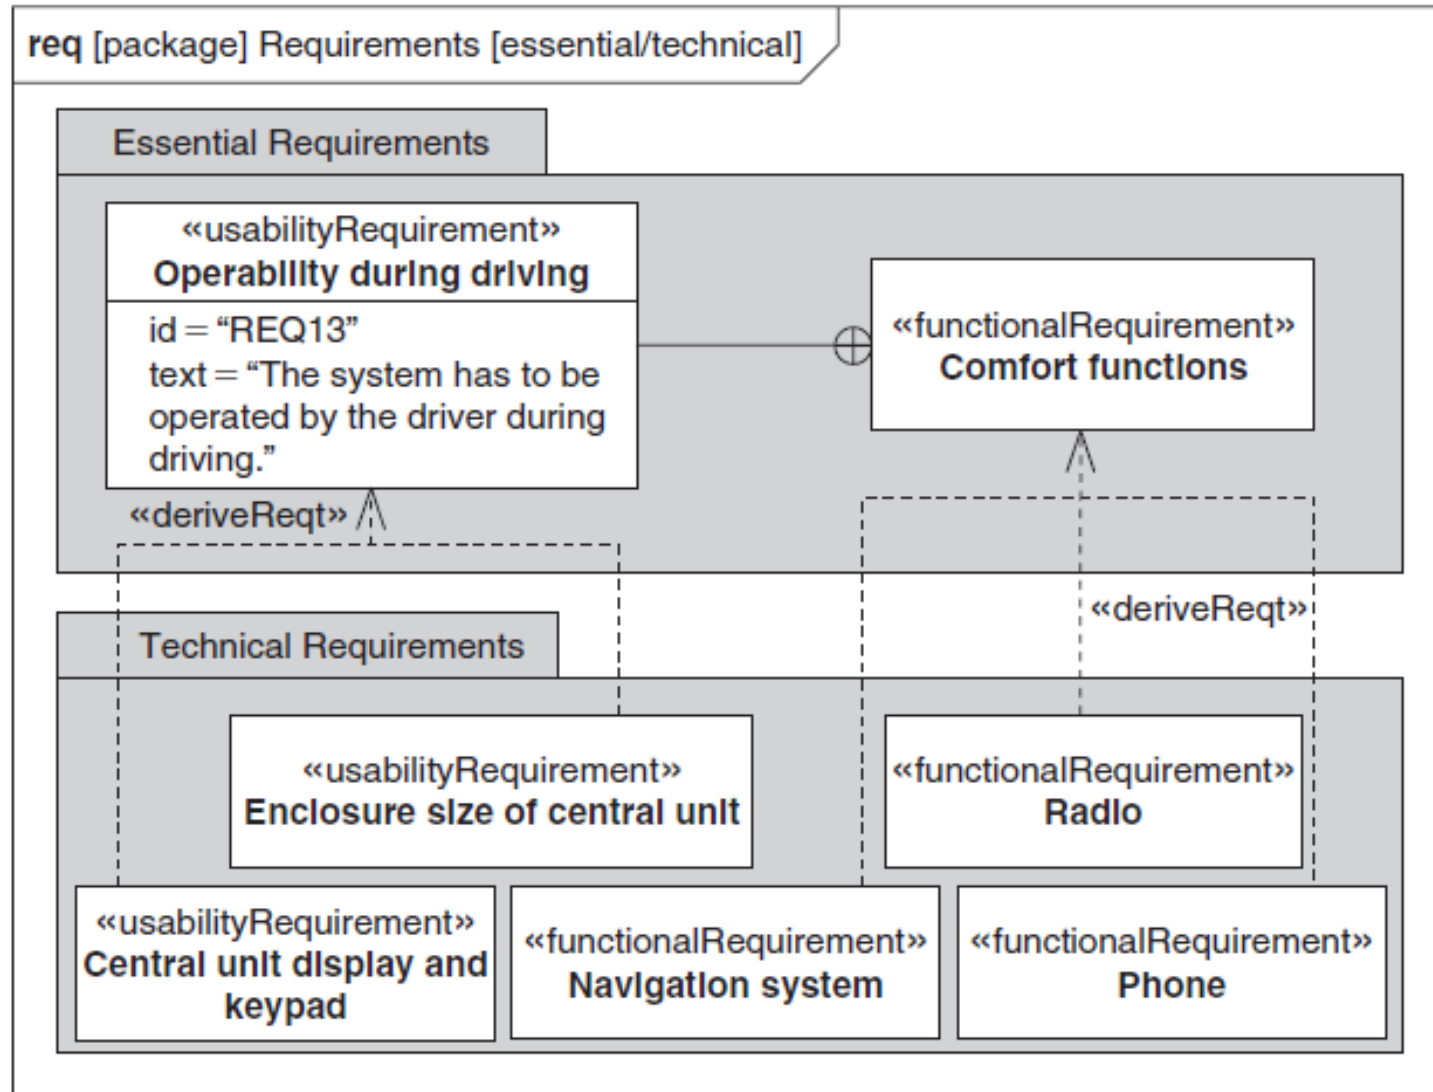 req [package] Requirements [essential/technical]
Essential Requirements
«usabilityRequirement»
Operability during driving
id = “REQ13”
text = “The system has to be
operated by the driver during
driving.”
«functionalRequirement»
Comfort functions
«deriveReqt»
«deriveReqt»
Technical Requirements
«usabilityRequirement»
Enclosure size of central unit
«functionalRequirement»
Radio
«usabilityRequirement»
Central unit display and
keypad
«functionalRequirement»
Navigation system
«functionalRequirement»
Phone